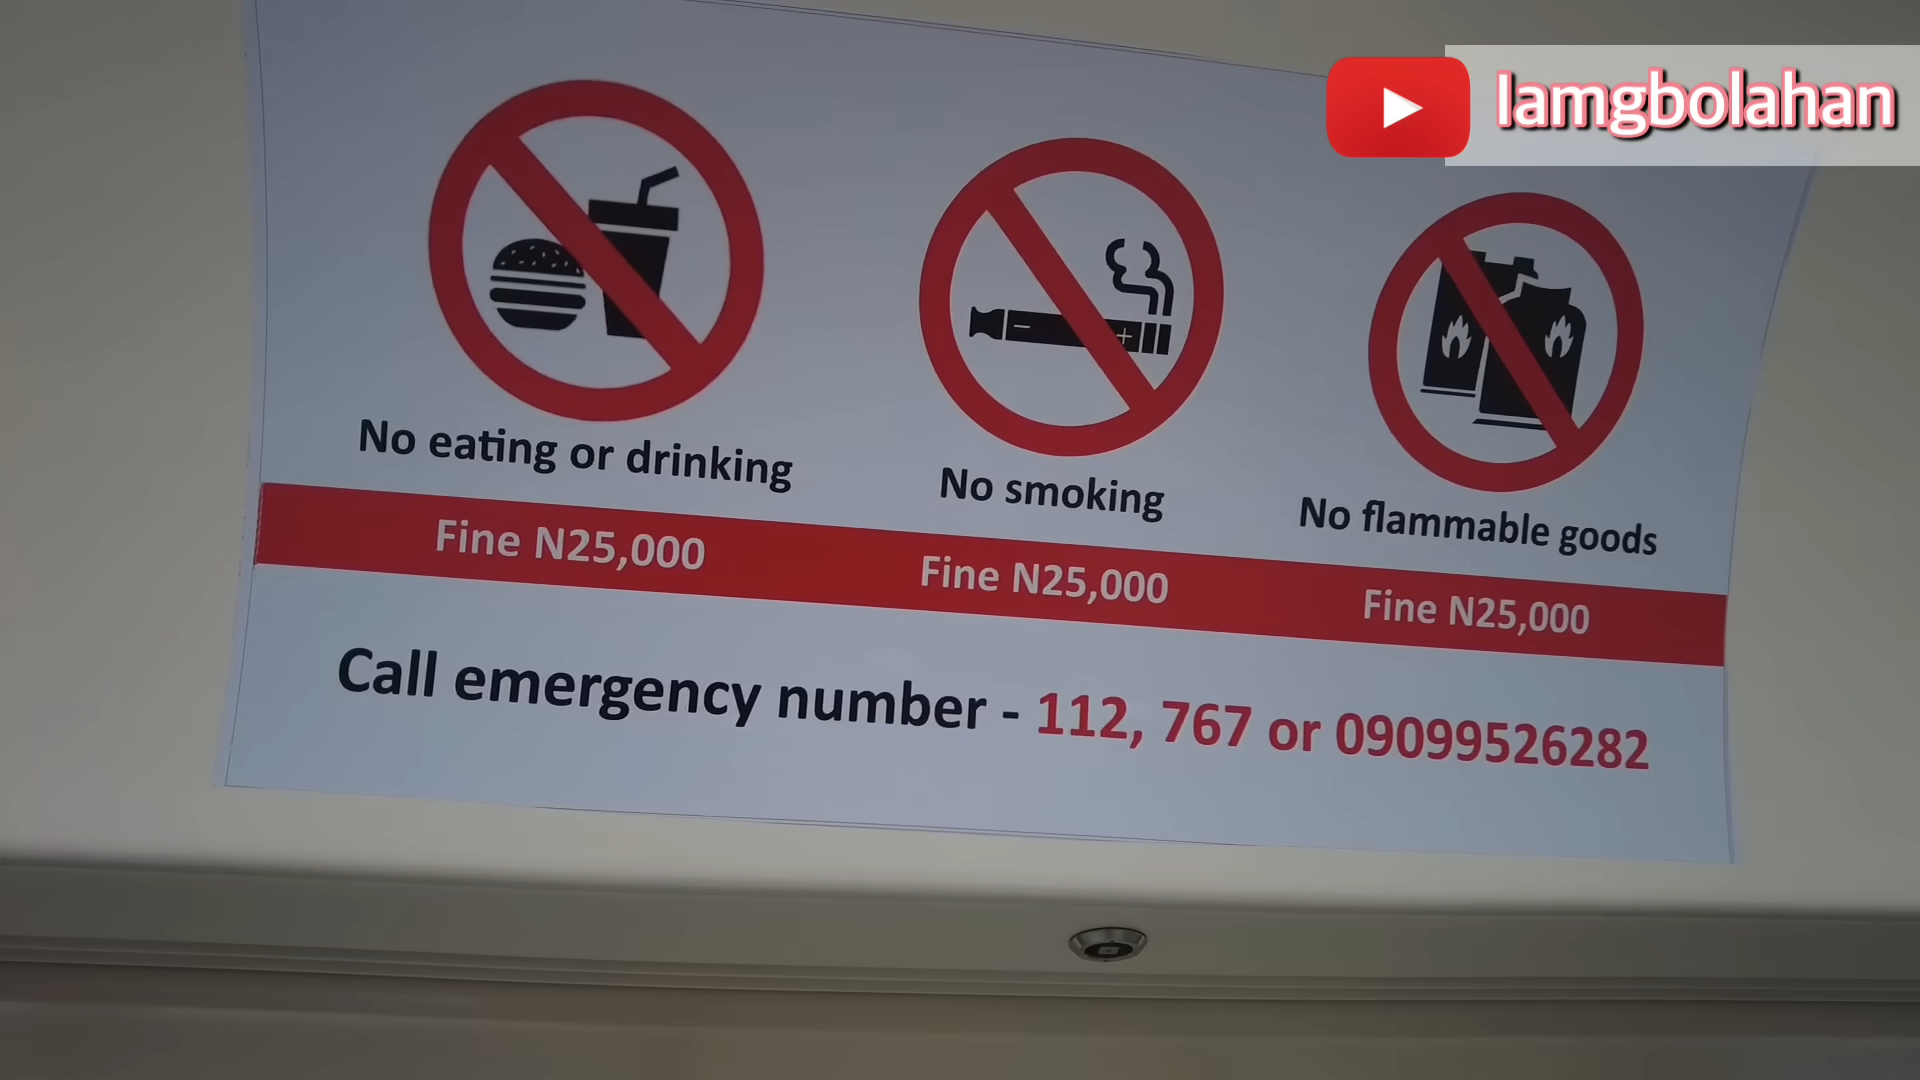 Iamgbolahan
No eating or drinking
No smoking
No flammable goods
Fine N25,000
Fine N25,000
Fine N25,000
Call emergency number - 112, 767 or 09099526282